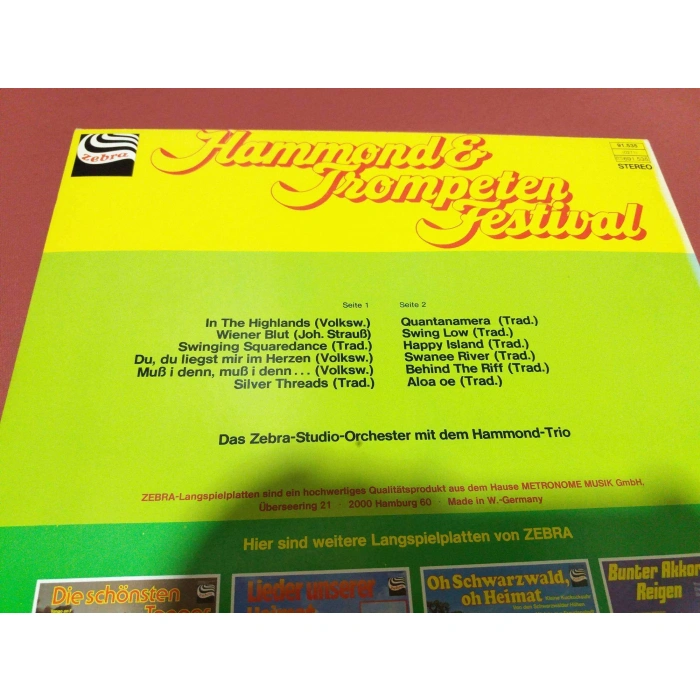 zebra
Hammond &
Trompeten
Festival
91.538
STEREO
Seite 1
In The Highlands (Volksw.)
Wiener Blut (Joh. Strauß)
Swinging Squaredance (Trad.)
Du, du liegst mir im Herzen (Volksw.)
Muß i denn, muß i denn . . . (Volksw.)
Silver Threads (Trad.)
Seite 2
Quantanamera (Trad.)
Swing Low (Trad.)
Happy Island (Trad.)
Swanee River (Trad.)
Behind The Riff (Trad.)
Aloa oe (Trad.)
Das Zebra-Studio-Orchester mit dem Hammond-Trio
ZEBRA-Langspielplatten sind ein hochwertiges Qualitätsprodukt aus dem Hause METRONOME MUSIK GmbH,
Überseering 21 · 2000 Hamburg 60 · Made in W.-Germany
Hier sind weitere Langspielplatten von ZEBRA
Die schönsten
Lieder unserer
Heimat
Oh Schwarzwald,
oh Heimat
Bunter Akkor
Reigen